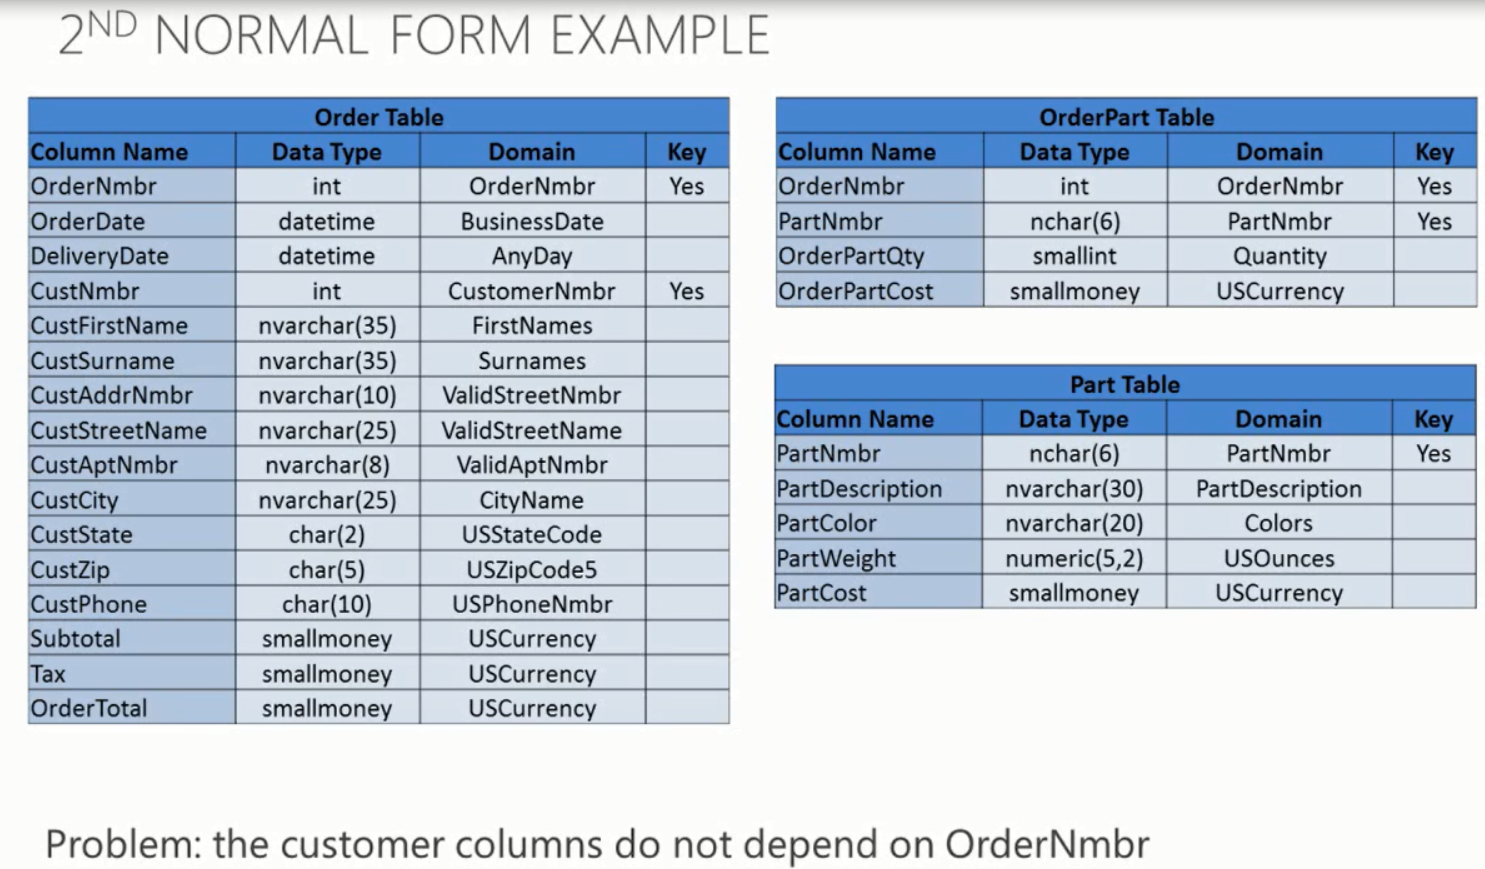 2ND NORMAL FORM EXAMPLE
Order Table
Column Name Data Type Domain Key
OrderNmbr int OrderNmbr Yes
OrderDate datetime BusinessDate
DeliveryDate datetime AnyDay
CustNmbr int CustomerNmbr Yes
CustFirstName nvarchar(35) FirstNames
CustSurname nvarchar(35) Surnames
CustAddrNmbr nvarchar(10) ValidStreetNmbr
CustStreetName nvarchar(25) ValidStreetName
CustAptNmbr nvarchar(8) ValidAptNmbr
CustCity nvarchar(25) CityName
CustState char(2) USStateCode
CustZip char(5) USZipCode5
CustPhone char(10) USPhoneNmbr
Subtotal smallmoney USCurrency
Tax smallmoney USCurrency
OrderTotal smallmoney USCurrency
OrderPart Table
Column Name Data Type Domain Key
OrderNmbr int OrderNmbr Yes
PartNmbr nchar(6) PartNmbr Yes
OrderPartQty smallint Quantity
OrderPartCost smallmoney USCurrency
Part Table
Column Name Data Type Domain Key
PartNmbr nchar(6) PartNmbr Yes
PartDescription nvarchar(30) PartDescription
PartColor nvarchar(20) Colors
PartWeight numeric(5,2) USOunces
PartCost smallmoney USCurrency
Problem: the customer columns do not depend on OrderNmbr